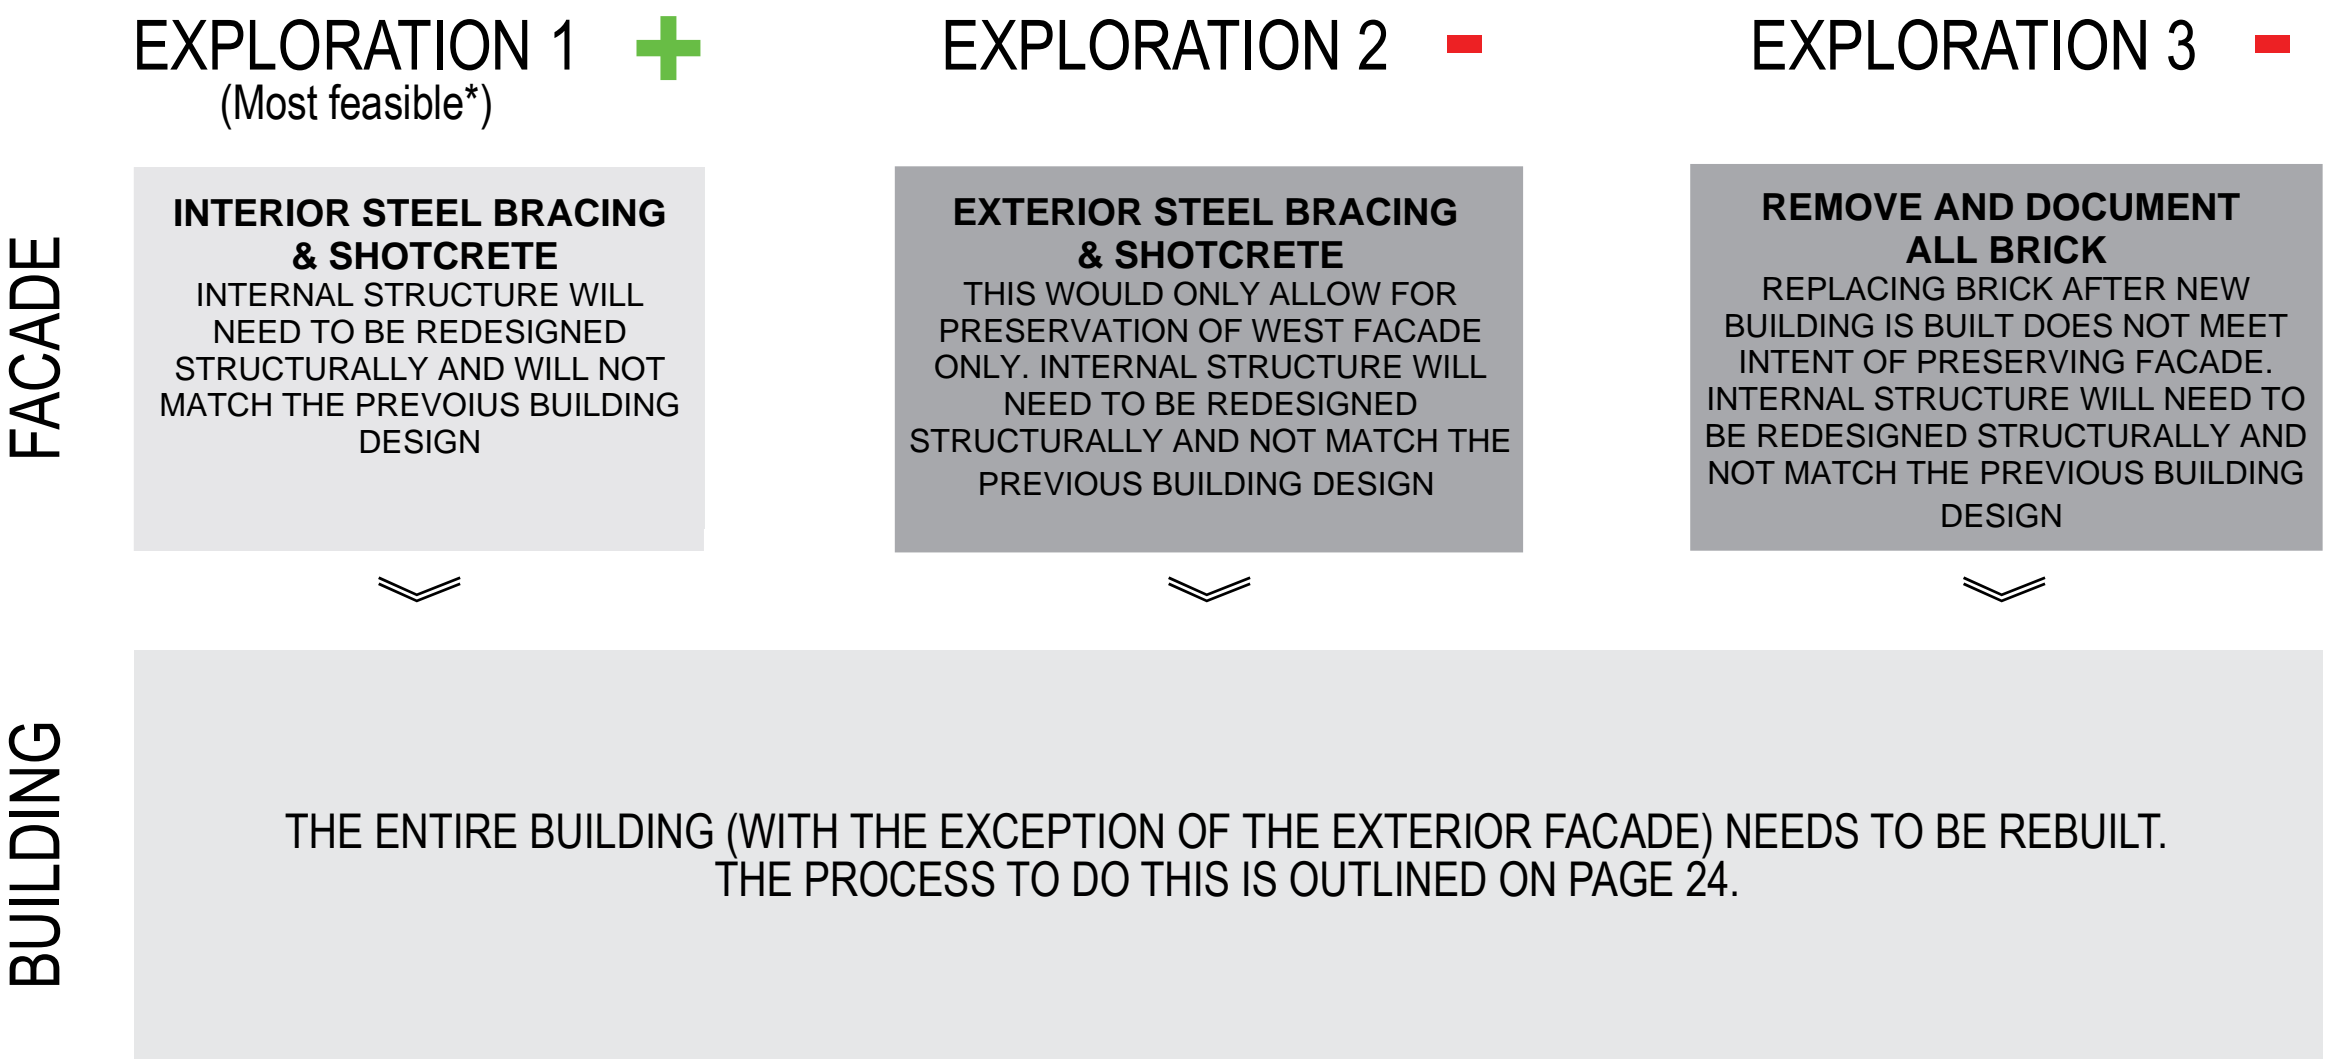 EXPLORATION 1 +
(Most feasible*)
EXPLORATION 2 -
EXPLORATION 3 -
FACADE
INTERIOR STEEL BRACING
& SHOTCRETE
INTERNAL STRUCTURE WILL
NEED TO BE REDESIGNED
STRUCTURALLY AND WILL NOT
MATCH THE PREVOIUS BUILDING
DESIGN
EXTERIOR STEEL BRACING
& SHOTCRETE
THIS WOULD ONLY ALLOW FOR
PRESERVATION OF WEST FACADE
ONLY. INTERNAL STRUCTURE WILL
NEED TO BE REDESIGNED
STRUCTURALLY AND NOT MATCH THE
PREVIOUS BUILDING DESIGN
REMOVE AND DOCUMENT
ALL BRICK
REPLACING BRICK AFTER NEW
BUILDING IS BUILT DOES NOT MEET
INTENT OF PRESERVING FACADE.
INTERNAL STRUCTURE WILL NEED TO
BE REDESIGNED STRUCTURALLY AND
NOT MATCH THE PREVIOUS BUILDING
DESIGN
BUILDING
THE ENTIRE BUILDING (WITH THE EXCEPTION OF THE EXTERIOR FACADE) NEEDS TO BE REBUILT.
THE PROCESS TO DO THIS IS OUTLINED ON PAGE 24.